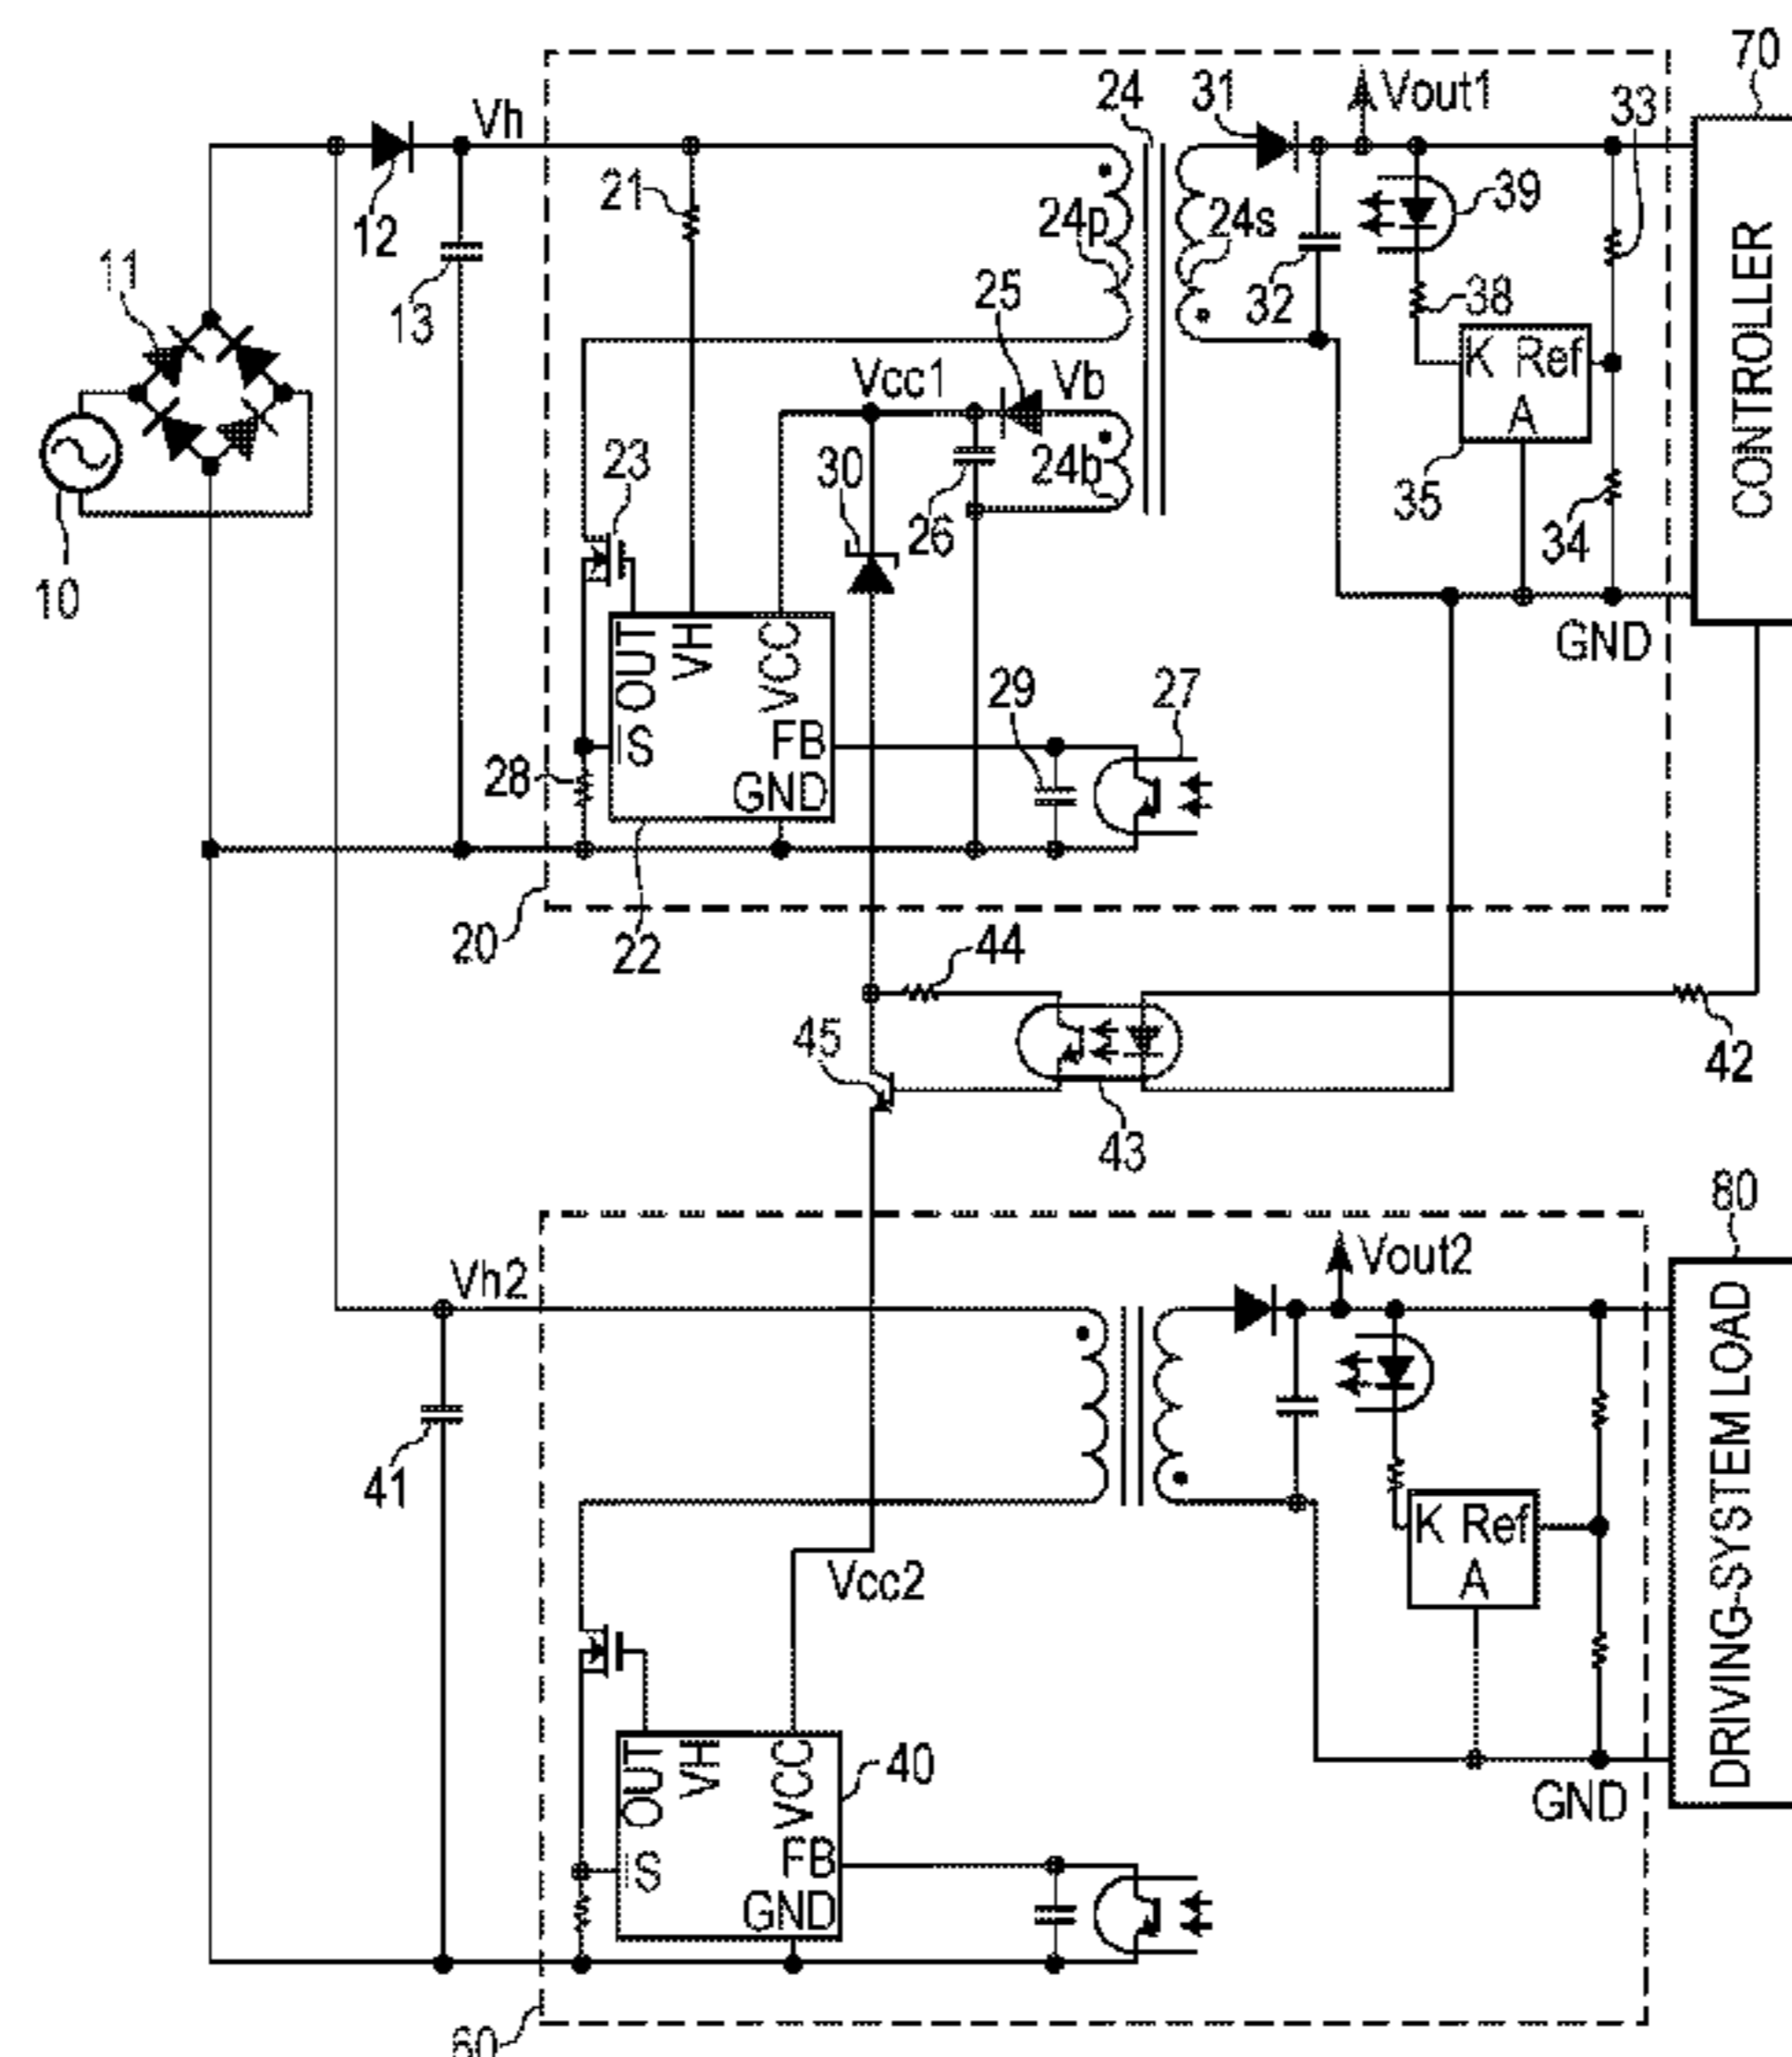 70
24
31
Vout1
33
Vh
21
39
12
24p
24s
11
13
25
32
38
CONTROLLER
Vcc1
Vb
K Ref
A
23
30
24b
35
10
26
34
OUT
VH
VCC
GND
29
27
FB
S
28
GND
20
22
44
45
42
43
80
Vh2
Vout2
41
K Ref
A
DRIVING-SYSTEM LOAD
Vcc2
OUT
VH
VCC
40
GND
FB
S
GND
60